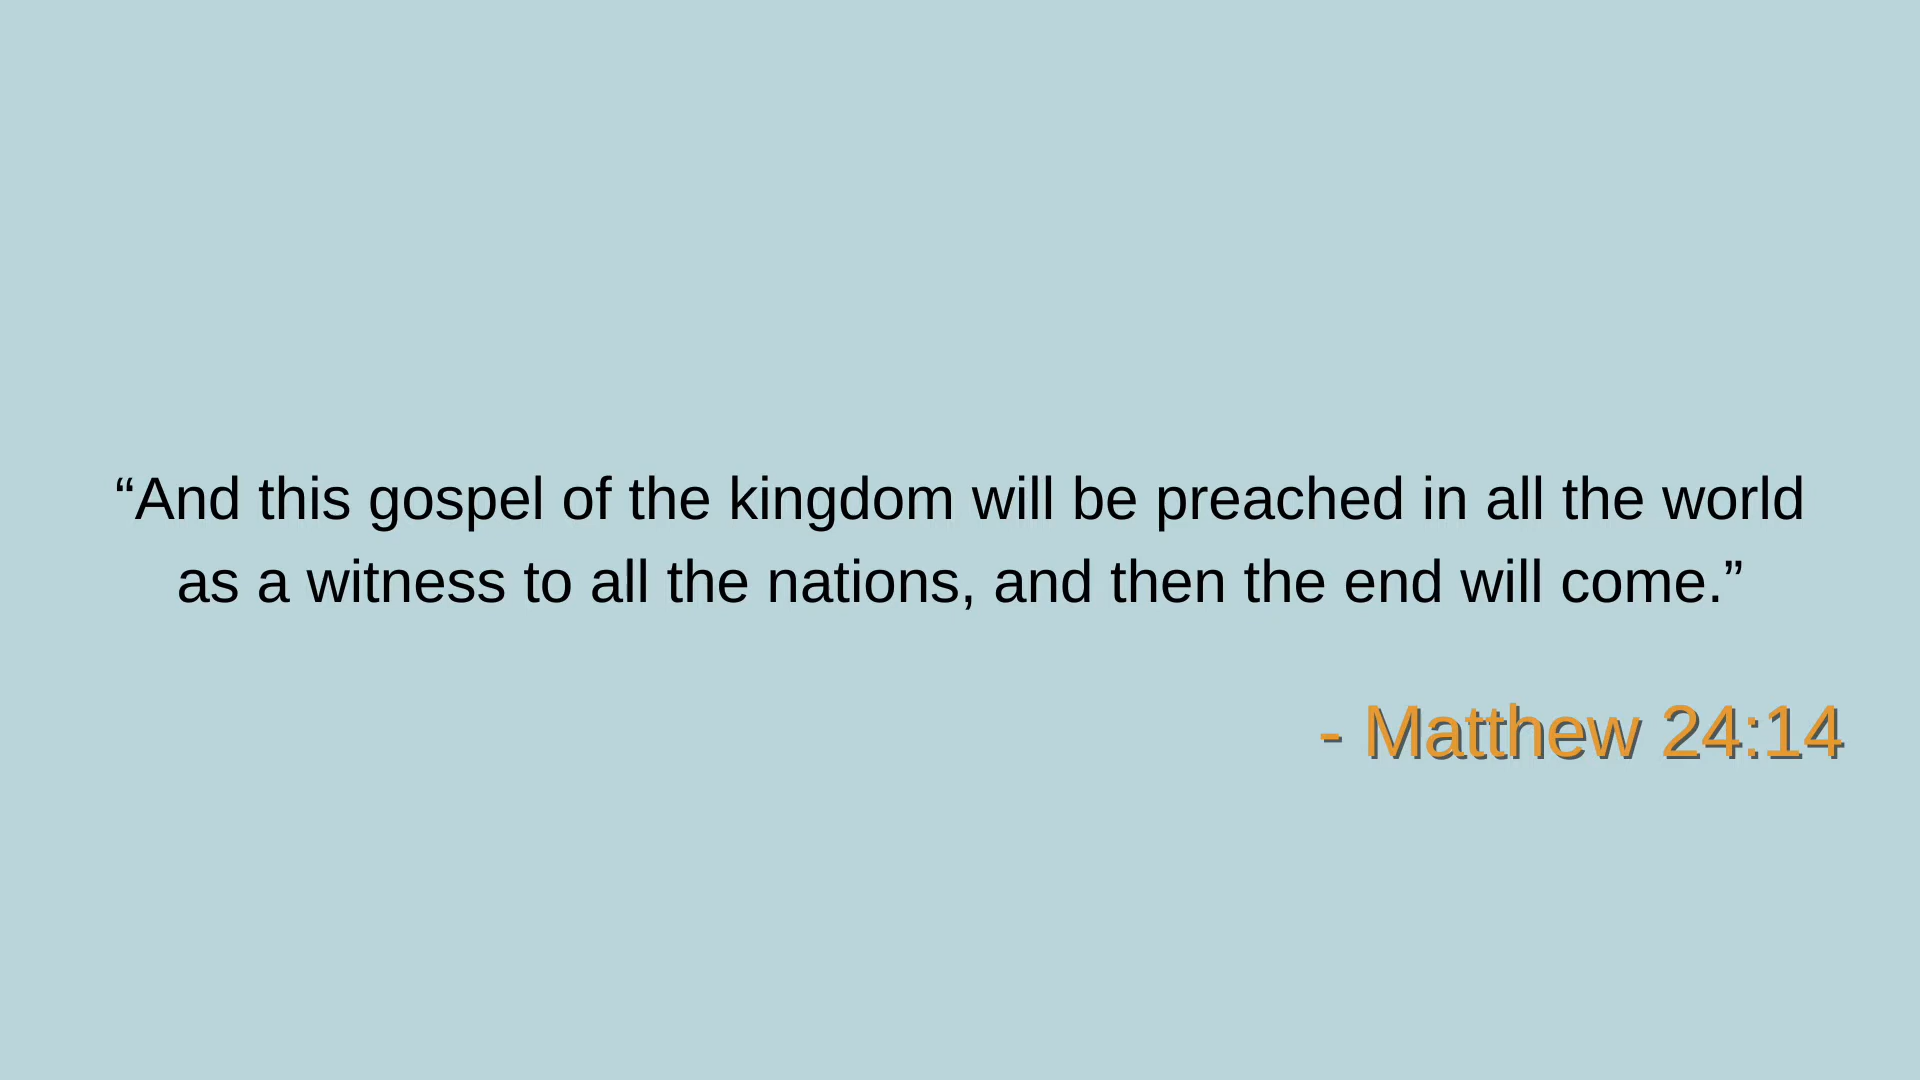 “And this gospel of the kingdom will be preached in all the world
as a witness to all the nations, and then the end will come.”
- Matthew 24:14